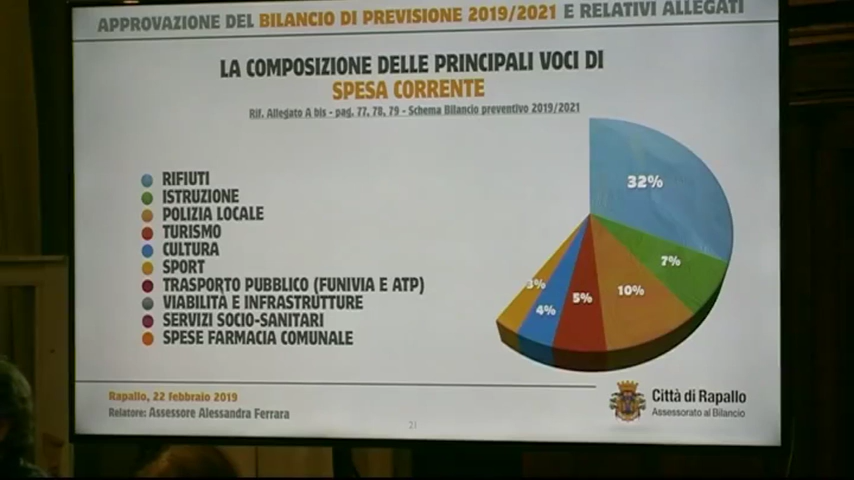 APPROVAZIONE DEL BILANCIO DI PREVISIONE 2019/2021 E RELATIVI ALLEGATI
LA COMPOSIZIONE DELLE PRINCIPALI VOCI DI
SPESA CORRENTE
Rif. Allegato A bis - pag. 77, 78, 79 - Schema Bilancio preventivo 2019/2021
RIFIUTI
ISTRUZIONE
POLIZIA LOCALE
TURISMO
CULTURA
SPORT
TRASPORTO PUBBLICO (FUNIVIA E ATP)
VIABILITÀ E INFRASTRUTTURE
SERVIZI SOCIO-SANITARI
SPESE FARMACIA COMUNALE
32%
7%
10%
5%
4%
3%
Rapallo, 22 febbraio 2019
Relatore: Assessore Alessandra Ferrara
21
Città di Rapallo
Assessorato al Bilancio